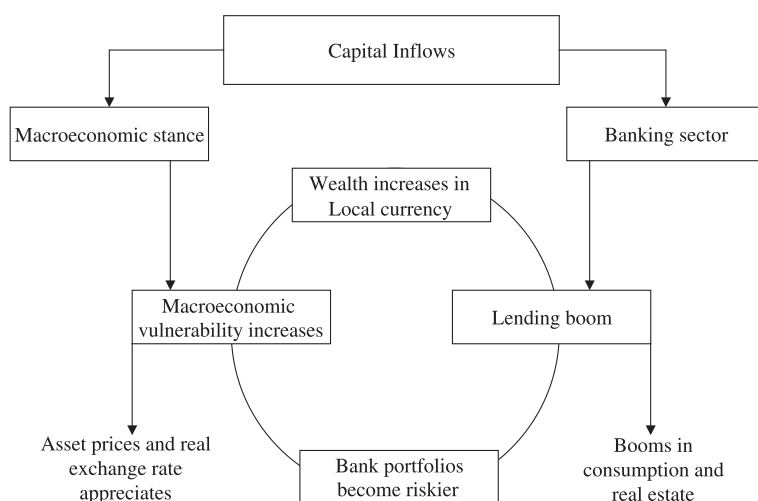 Capital Inflows
Macroeconomic stance
Banking sector
Wealth increases in
Local currency
Macroeconomic
vulnerability increases
Lending boom
Asset prices and real
exchange rate
appreciates
Bank portfolios
become riskier
Booms in
consumption and
real estate